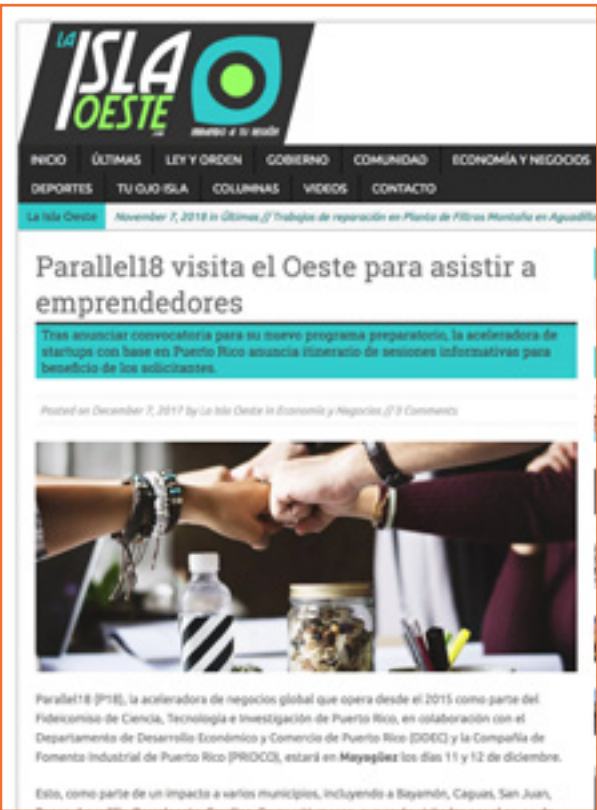 LA
ISLA
OESTE
INICIO ÚLTIMAS LEY Y ORDEN GOBIERNO COMUNIDAD ECONOMÍA Y NEGOCIOS
DEPORTES TU OJO ISLA COLUMNAS VIDEOS CONTACTO
La Isla Oeste November 7, 2018 in Últimas // Trabajos de reparación en Planta de Filtros Montaña en Aguadilla
Parallel18 visita el Oeste para asistir a
emprendedores
Tras anunciar convocatoria para su nuevo programa preparatorio, la aceleradora de
startups con base en Puerto Rico anuncia itinerario de sesiones informativas para
beneficio de los solicitantes.
Posted on December 7, 2017 by La Isla Oeste in Economía y Negocios // 0 Comments
Parallel18 (P18), la aceleradora de negocios global que opera desde el 2015 como parte del
Fideicomiso de Ciencia, Tecnología e Investigación de Puerto Rico, en colaboración con el
Departamento de Desarrollo Económico y Comercio de Puerto Rico (DDEC) y la Compañía de
Fomento Industrial de Puerto Rico (PRIDCO), estará en Mayagüez los días 11 y 12 de diciembre.
Esto, como parte de un impacto a varios municipios, incluyendo a Bayamón, Caguas, San Juan,